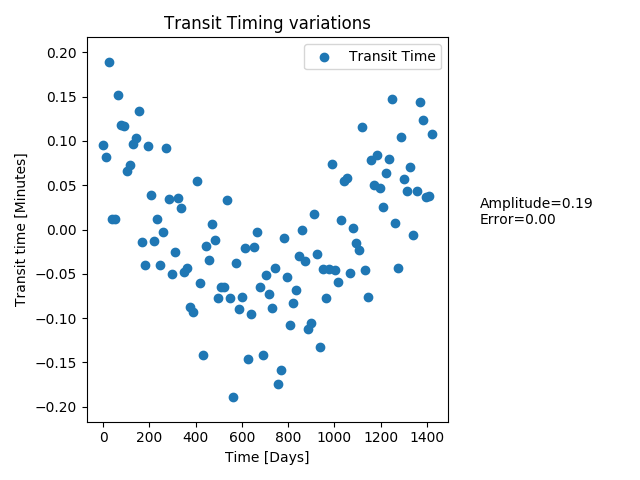 Transit Timing variations
Transit Time
0.20
0.15
0.10
0.05
0.00
−0.05
−0.10
−0.15
−0.20
Transit time [Minutes]
Amplitude=0.19
Error=0.00
0 200 400 600 800 1000 1200 1400
Time [Days]